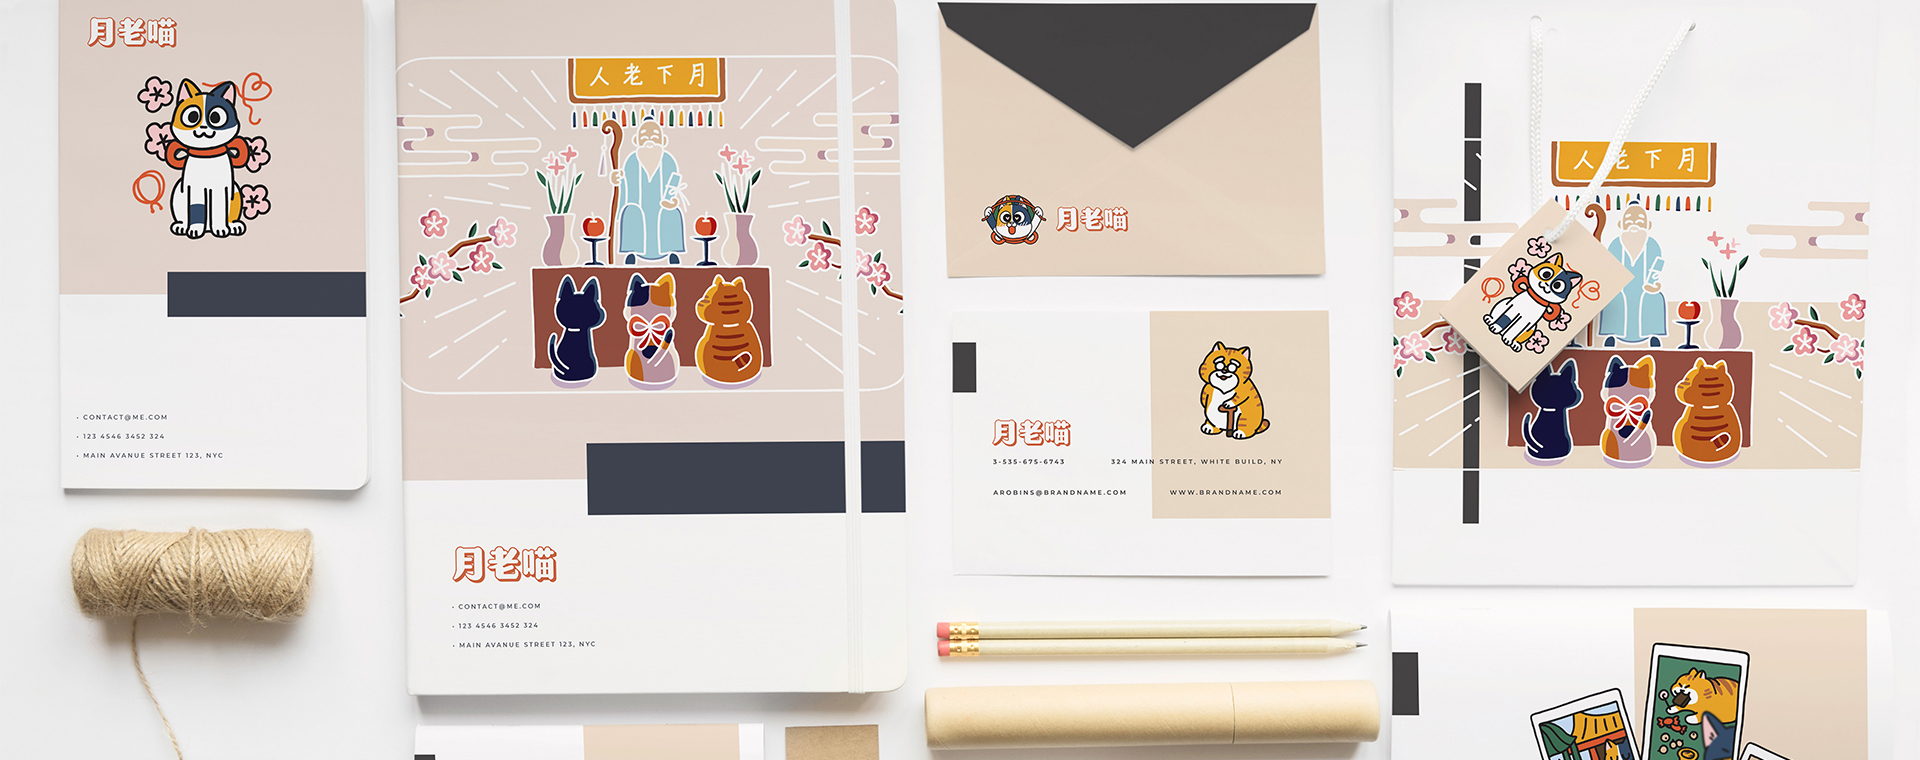 月老喵
• CONTACT@ME.COM
• 123 4546 3452 324
• MAIN AVANUE STREET 123, NYC
月下老人
月老喵
• CONTACT@ME.COM
• 123 4546 3452 324
• MAIN AVANUE STREET 123, NYC
月老喵
月老喵
3-535-675-6743
324 MAIN STREET, WHITE BUILD, NY
AROBINS@BRANDNAME.COM
WWW.BRANDNAME.COM
月下老人